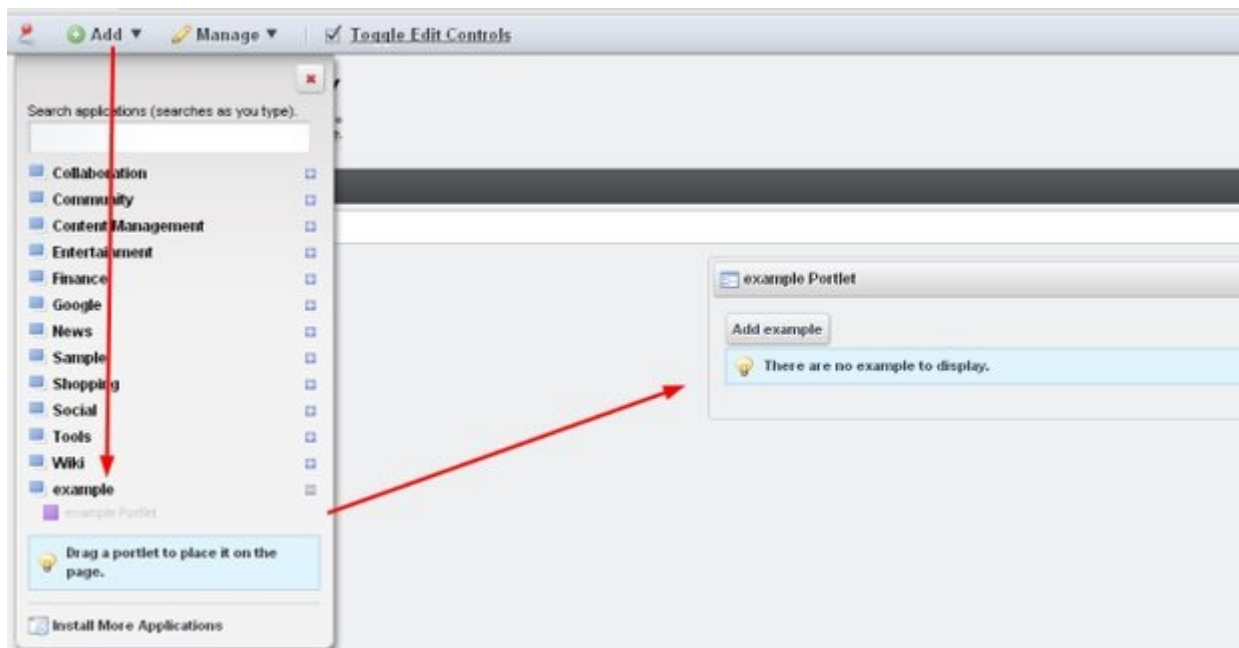 Add Manage Toggle Edit Controls
Search applications (searches as you type).
Collaboration
Community
Content Management
Entertainment
Finance
Google
News
Sample
Shopping
Social
Tools
Wiki
example
example Portlet
Drag a portlet to place it on the
page.
Install More Applications
example Portlet
Add example
There are no example to display.